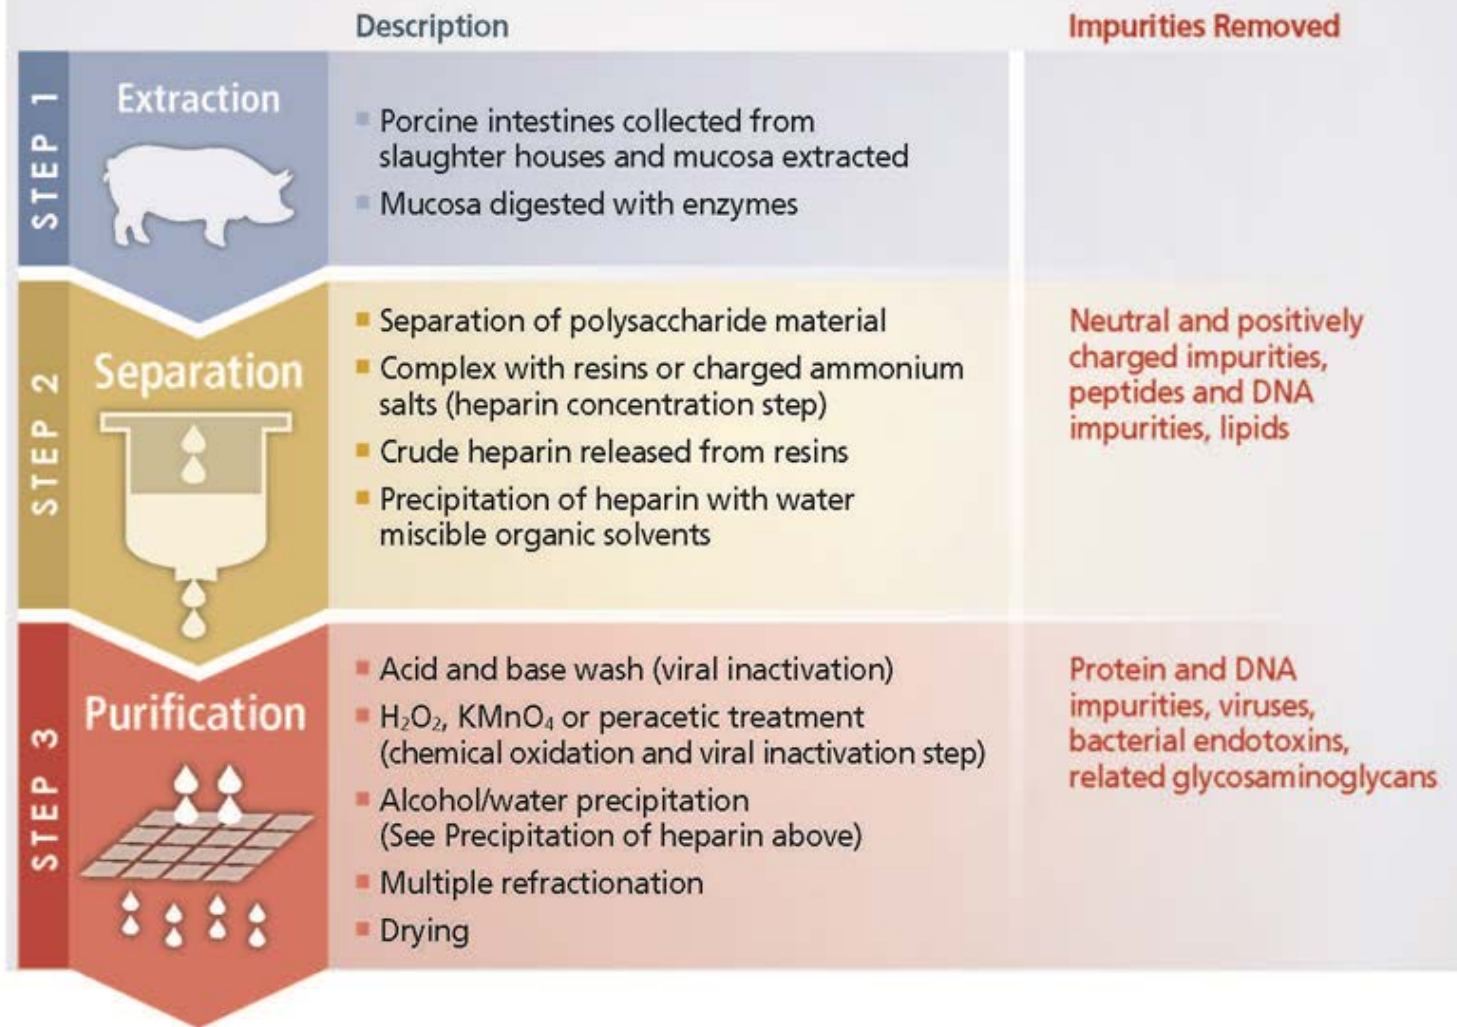 Description
Impurities Removed
STEP 1
Extraction
▪ Porcine intestines collected from
slaughter houses and mucosa extracted
▪ Mucosa digested with enzymes
STEP 2
Separation
▪ Separation of polysaccharide material
▪ Complex with resins or charged ammonium
salts (heparin concentration step)
▪ Crude heparin released from resins
▪ Precipitation of heparin with water
miscible organic solvents
Neutral and positively
charged impurities,
peptides and DNA
impurities, lipids
STEP 3
Purification
▪ Acid and base wash (viral inactivation)
▪ H₂O₂, KMnO₄ or peracetic treatment
(chemical oxidation and viral inactivation step)
▪ Alcohol/water precipitation
(See Precipitation of heparin above)
▪ Multiple refractionation
▪ Drying
Protein and DNA
impurities, viruses,
bacterial endotoxins,
related glycosaminoglycans